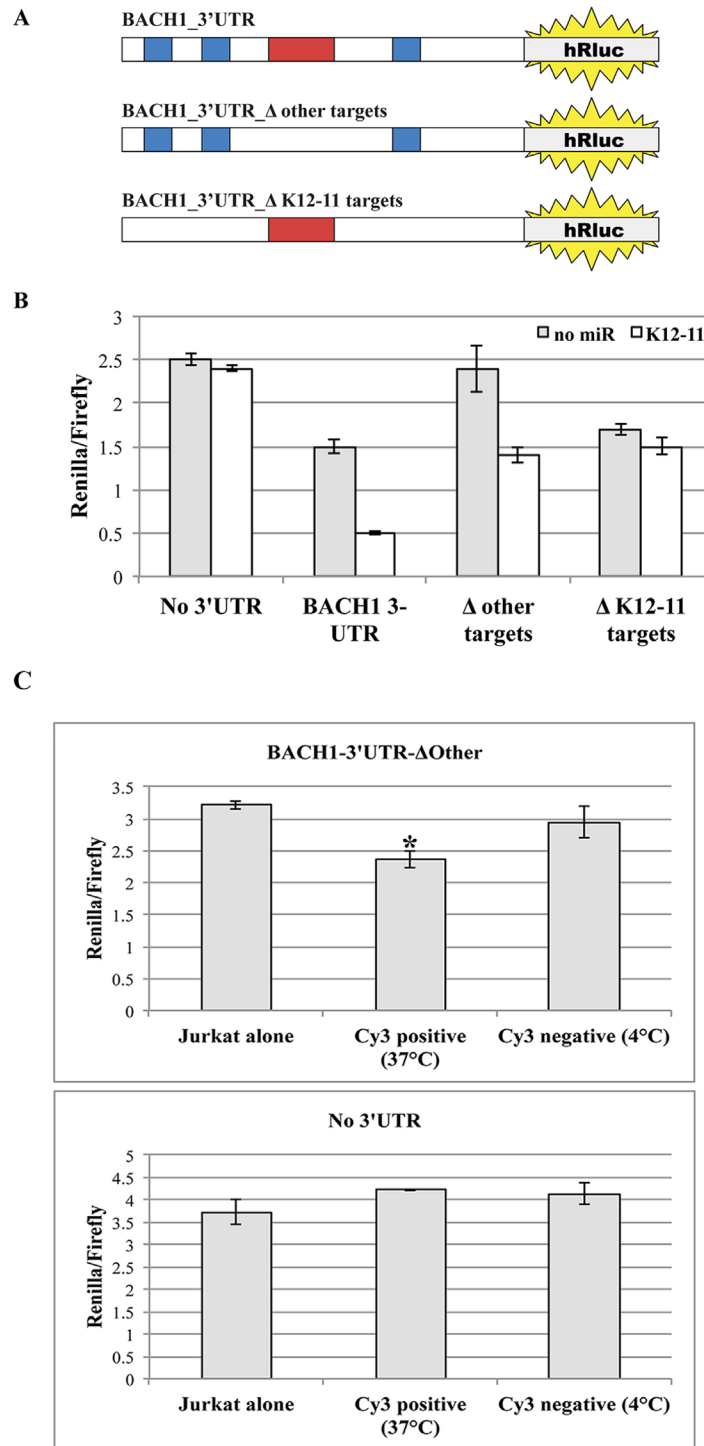 A
BACH1_3'UTR
hRluc
BACH1_3'UTR_Δ other targets
hRluc
BACH1_3'UTR_Δ K12-11 targets
hRluc
B
Renilla/Firefly
3
2.5
2
1.5
1
0.5
0
no miR K12-11
No 3'UTR
BACH1 3-
UTR
Δ other
targets
Δ K12-11
targets
C
BACH1-3'UTR-ΔOther
Renilla/Firefly
3.5
3
2.5
2
1.5
1
0.5
0
*
Jurkat alone
Cy3 positive
(37°C)
Cy3 negative (4°C)
No 3'UTR
Renilla/Firefly
5
4.5
4
3.5
3
2.5
2
1.5
1
0.5
0
Jurkat alone
Cy3 positive
(37°C)
Cy3 negative (4°C)